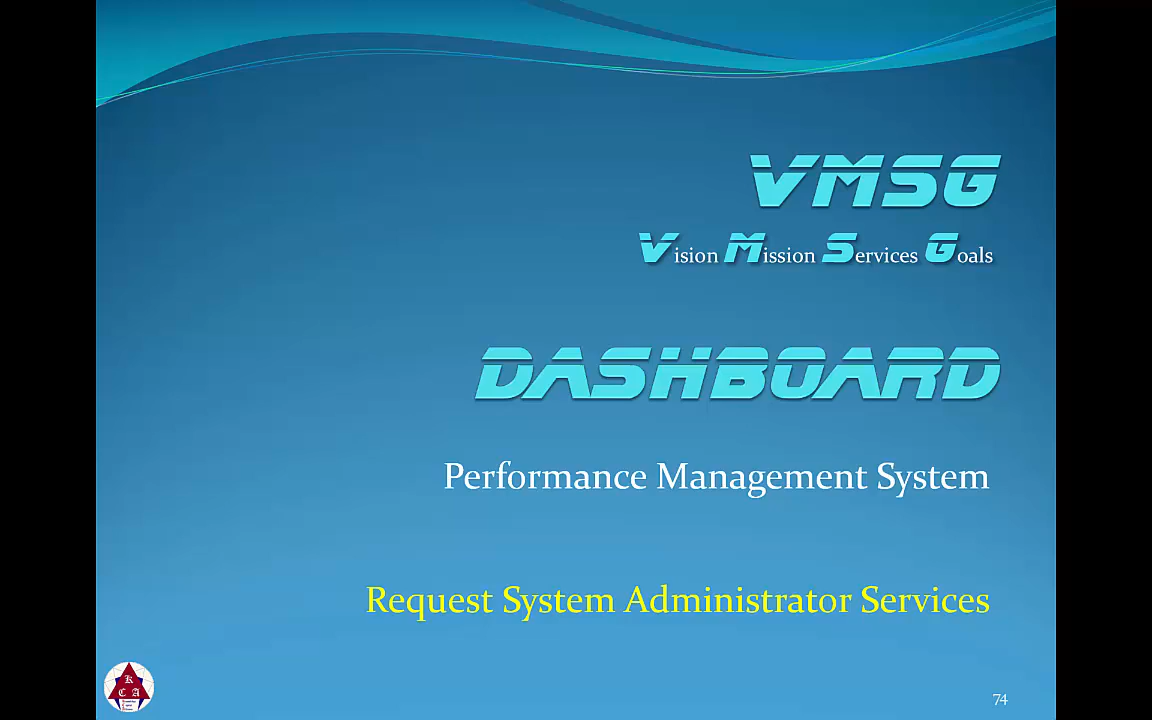 VMSG
Vision Mission Services Goals
DASHBOARD
Performance Management System
Request System Administrator Services
K
C A
74